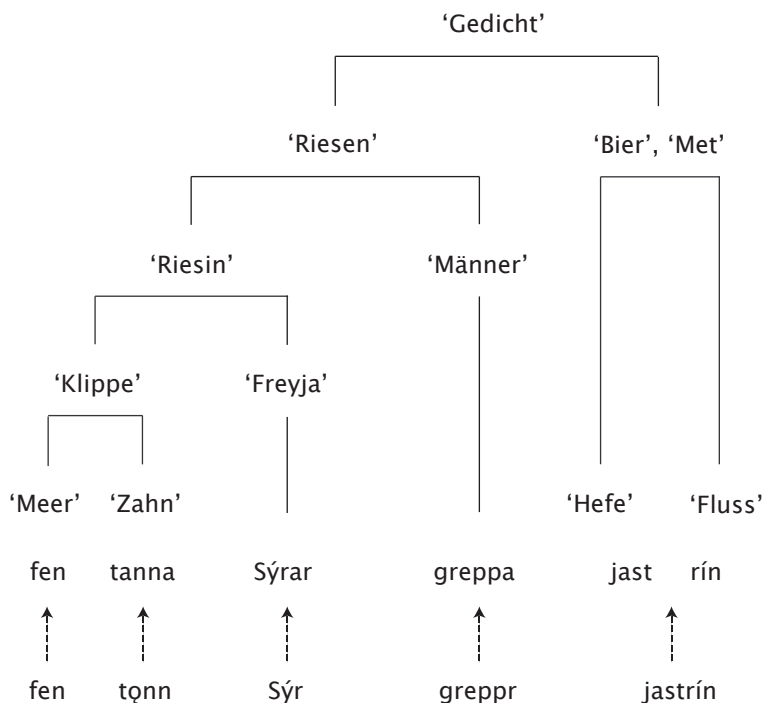 ‘Gedicht’
‘Riesen’ ‘Bier’, ‘Met’
‘Riesin’ ‘Männer’
‘Klippe’ ‘Freyja’
‘Meer’ ‘Zahn’ ‘Hefe’ ‘Fluss’
fen tanna Sýrar greppa jast rín
fen tǫnn Sýr greppr jastrín